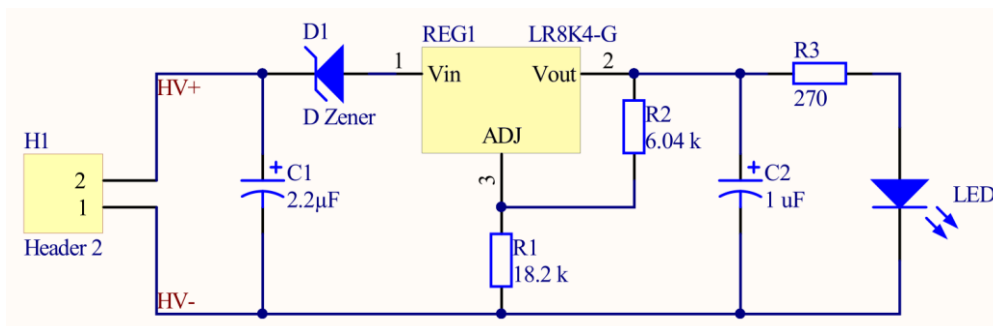 D1
REG1 LR8K4-G
R3
1
Vin
Vout
2
HV+
D Zener
270
R2
6.04 k
ADJ
H1
2
1
Header 2
+
C1
2.2µF
3
+
C2
1 uF
LED
R1
18.2 k
HV-